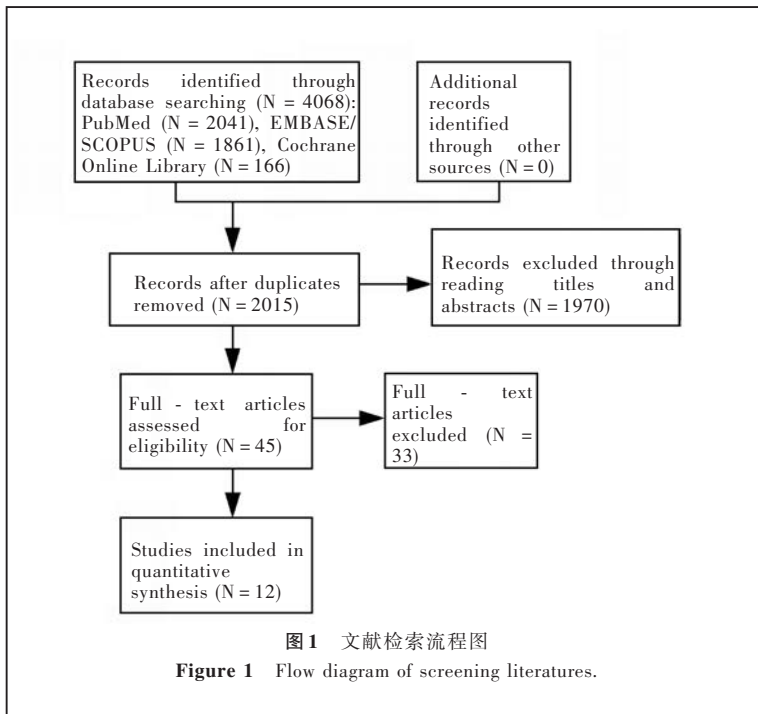 Records identified through
database searching (N = 4068):
PubMed (N = 2041), EMBASE/
SCOPUS (N = 1861), Cochrane
Online Library (N = 166)
Additional
records
identified
through other
sources (N = 0)
Records after duplicates
removed (N = 2015)
Records excluded through
reading titles and
abstracts (N = 1970)
Full - text articles
assessed for
eligibility (N = 45)
Full - text
articles
excluded (N =
33)
Studies included in
quantitative
synthesis (N = 12)
图1 文献检索流程图
Figure 1 Flow diagram of screening literatures.